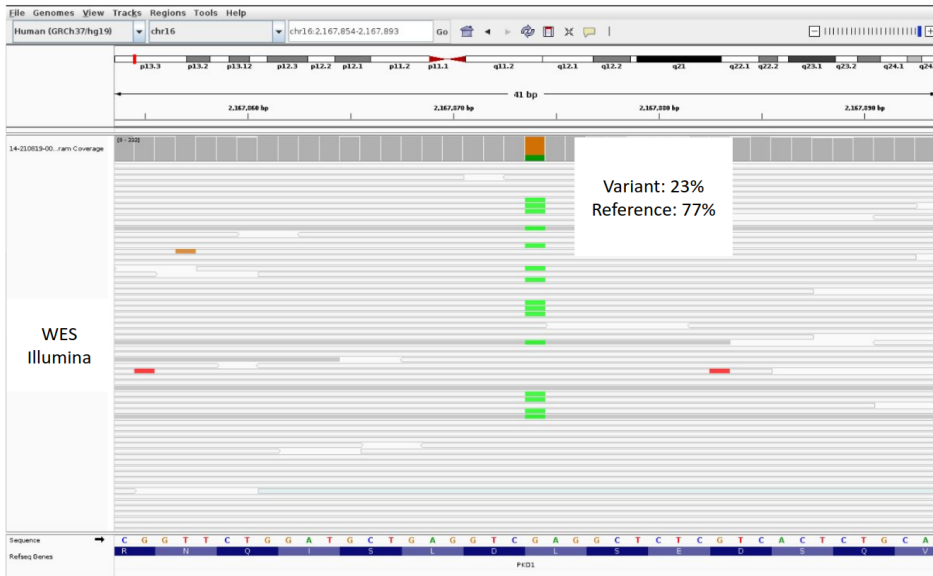 File Genomes View Tracks Regions Tools Help
Human (GRCh37/hg19) chr16 chr16:2,167,854-2,167,893 Go
p13.3 p13.2 p13.12 p12.3 p12.2 p12.1 p11.2 p11.1 q11.2 q12.1 q12.2 q21 q22.1 q22.2 q23.1 q23.2 q24.1 q24.
41 bp
2,167,860 bp 2,167,870 bp 2,167,880 bp 2,167,890 bp
14-210819-00...ram Coverage
[0 - 222]
Variant: 23%
Reference: 77%
WES
Illumina
Sequence C G G T T C T G G A T G C T G A G G T C G A G G C T C T C G T C A C T C T G C A
Refseq Genes R N Q I S L D L S E D S Q V
PKD1